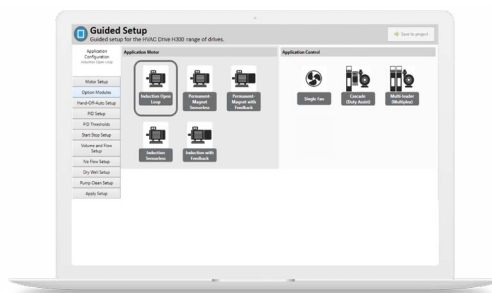 Guided Setup
Guided setup for the HVAC Drive H300 range of drives.
Save to project
Application
Configuration
Induction Open Loop
Motor Setup
Option Modules
Hand-Off-Auto Setup
PID Setup
PID Thresholds
Start Stop Setup
Volume and Flow
Setup
No Flow Setup
Dry Well Setup
Pump Clean Setup
Apply Setup
Application Motor
Induction Open
Loop
Permanent-
Magnet
Sensorless
Permanent-
Magnet with
Feedback
Induction
Sensorless
Induction with
Feedback
Application Control
Single Fan
Cascade
(Duty Assist)
Multi-leader
(Multiplex)